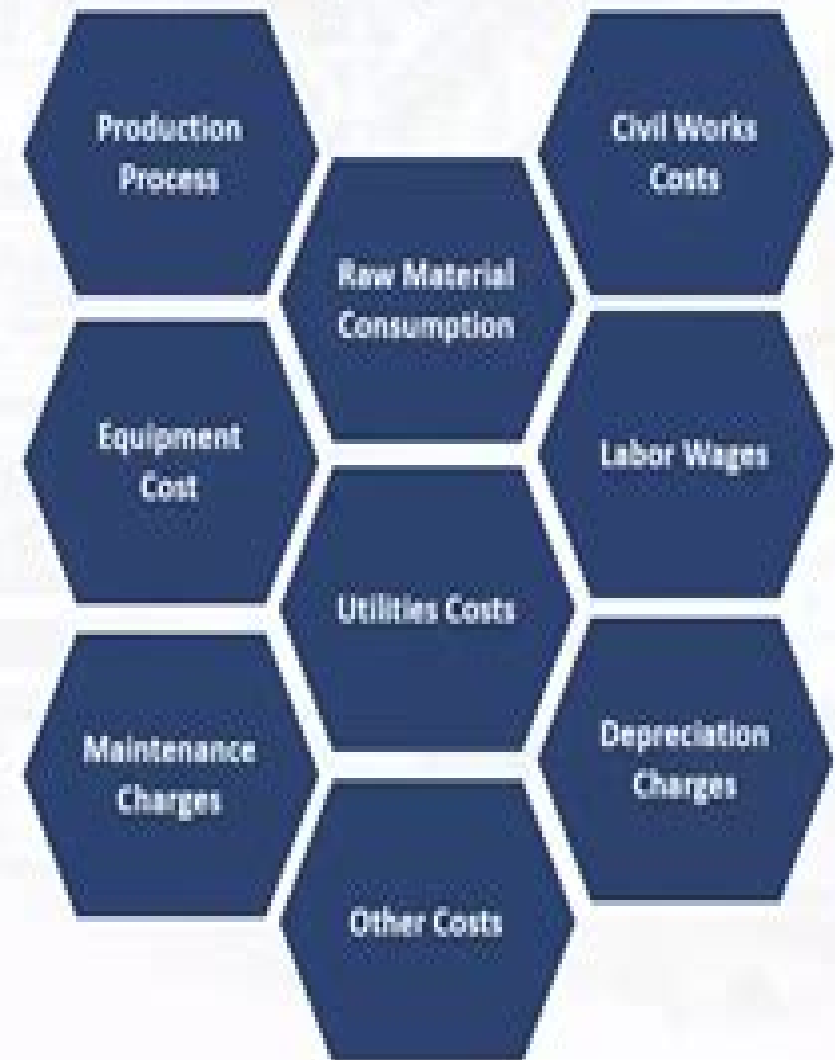 Production
Process
Civil Works
Costs
Raw Material
Consumption
Equipment
Cost
Labor Wages
Utilities Costs
Maintenance
Charges
Depreciation
Charges
Other Costs